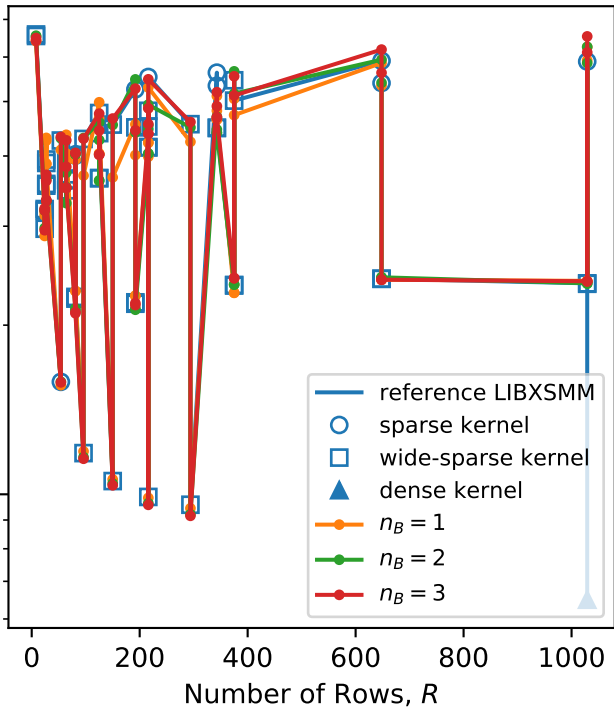 reference LIBXSMM
sparse kernel
wide-sparse kernel
dense kernel
n_B = 1
n_B = 2
n_B = 3
0 200 400 600 800 1000
Number of Rows, R